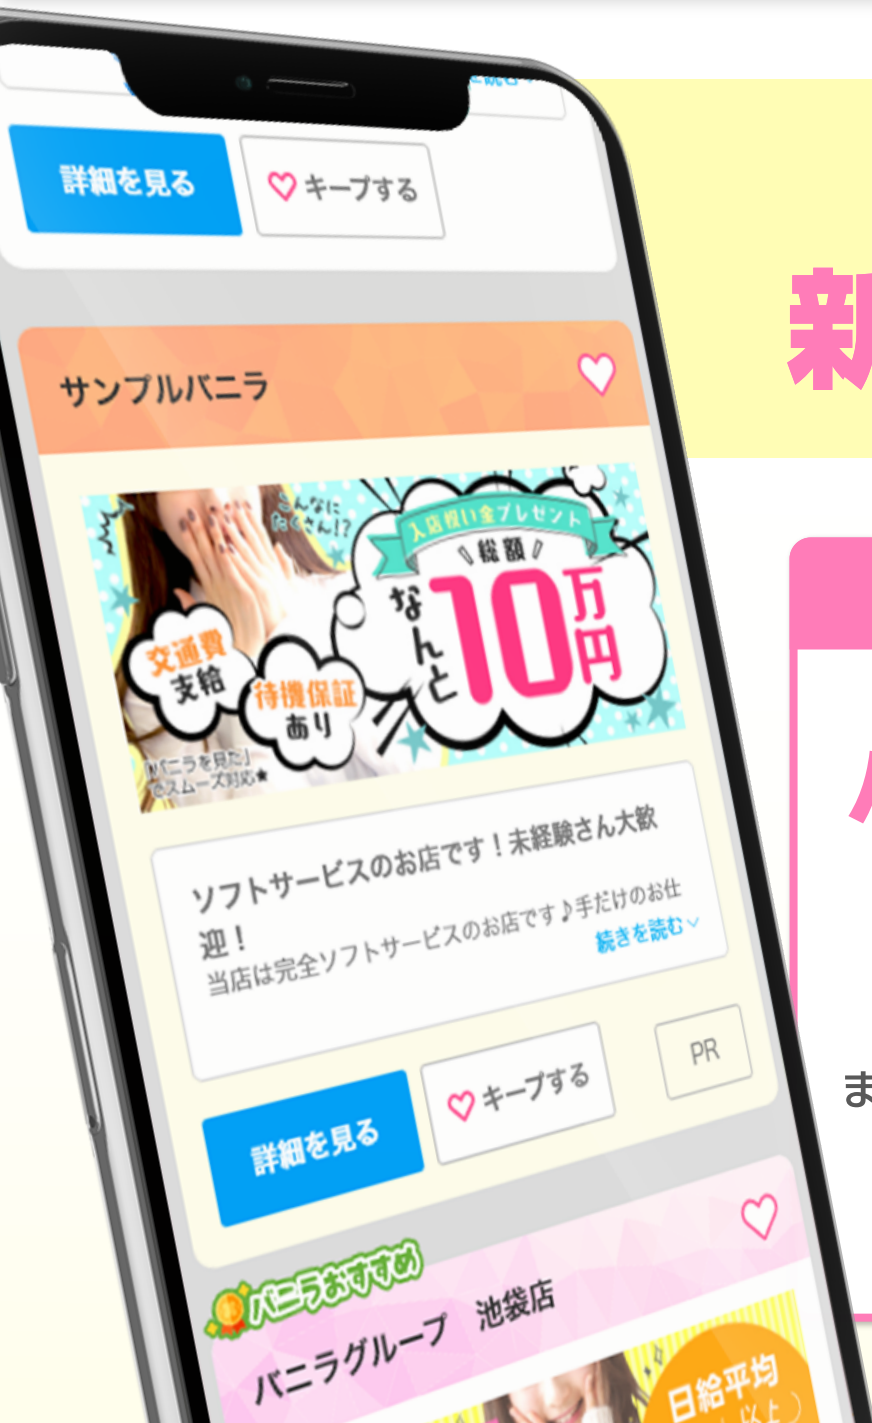 詳細を見る
キープする
新
サンプルバニラ
こんなに
たくさん!?
入店祝い金プレゼント
総額
なんと
10万円
交通費
支給
待機保証
あり
「バニラを見た」
でスムーズ対応★
ソフトサービスのお店です！未経験さん大歓
迎！
当店は完全ソフトサービスのお店です♪手だけのお仕
続きを読む
詳細を見る
キープする
PR
ま
バニラおすすめ
バニラグループ　池袋店
日給平均